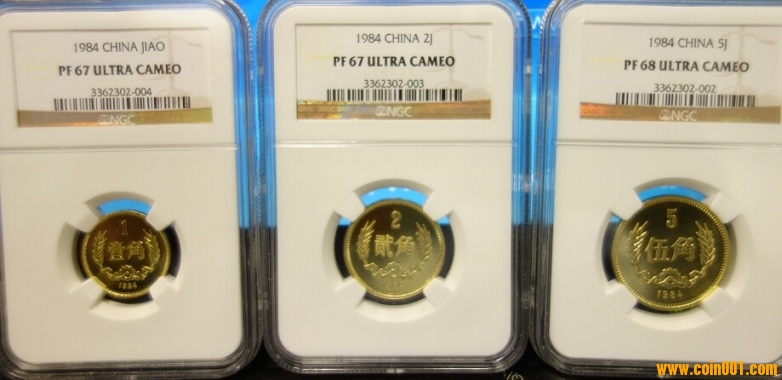 1984 CHINA JIAO
PF 67 ULTRA CAMEO
3362302-004
NGC
1
壹角
1984
1984 CHINA 2J
PF 67 ULTRA CAMEO
3362302-003
NGC
2
贰角
1984 CHINA 5J
PF 68 ULTRA CAMEO
3362302-002
NGC
5
伍角
1984
www.coin001.com